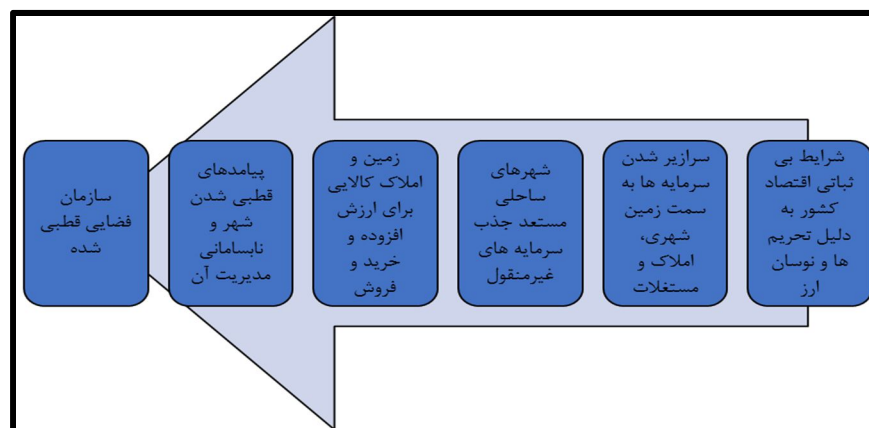 شرایط بی
ثباتی اقتصاد
کشور به
دلیل تحریم
ها و نوسان
ارز
سرازیر شدن
سرمایه ها به
سمت زمین
شهری،
املاک و
مستغلات
شهرهای
ساحلی
مستعد جذب
سرمایه های
غیرمنقول
زمین و
املاک کالایی
برای ارزش
افزوده و
خرید و
فروش
پیامدهای
قطبی شدن
شهر و
نابسامانی
مدیریت آن
سازمان
فضایی قطبی
شده